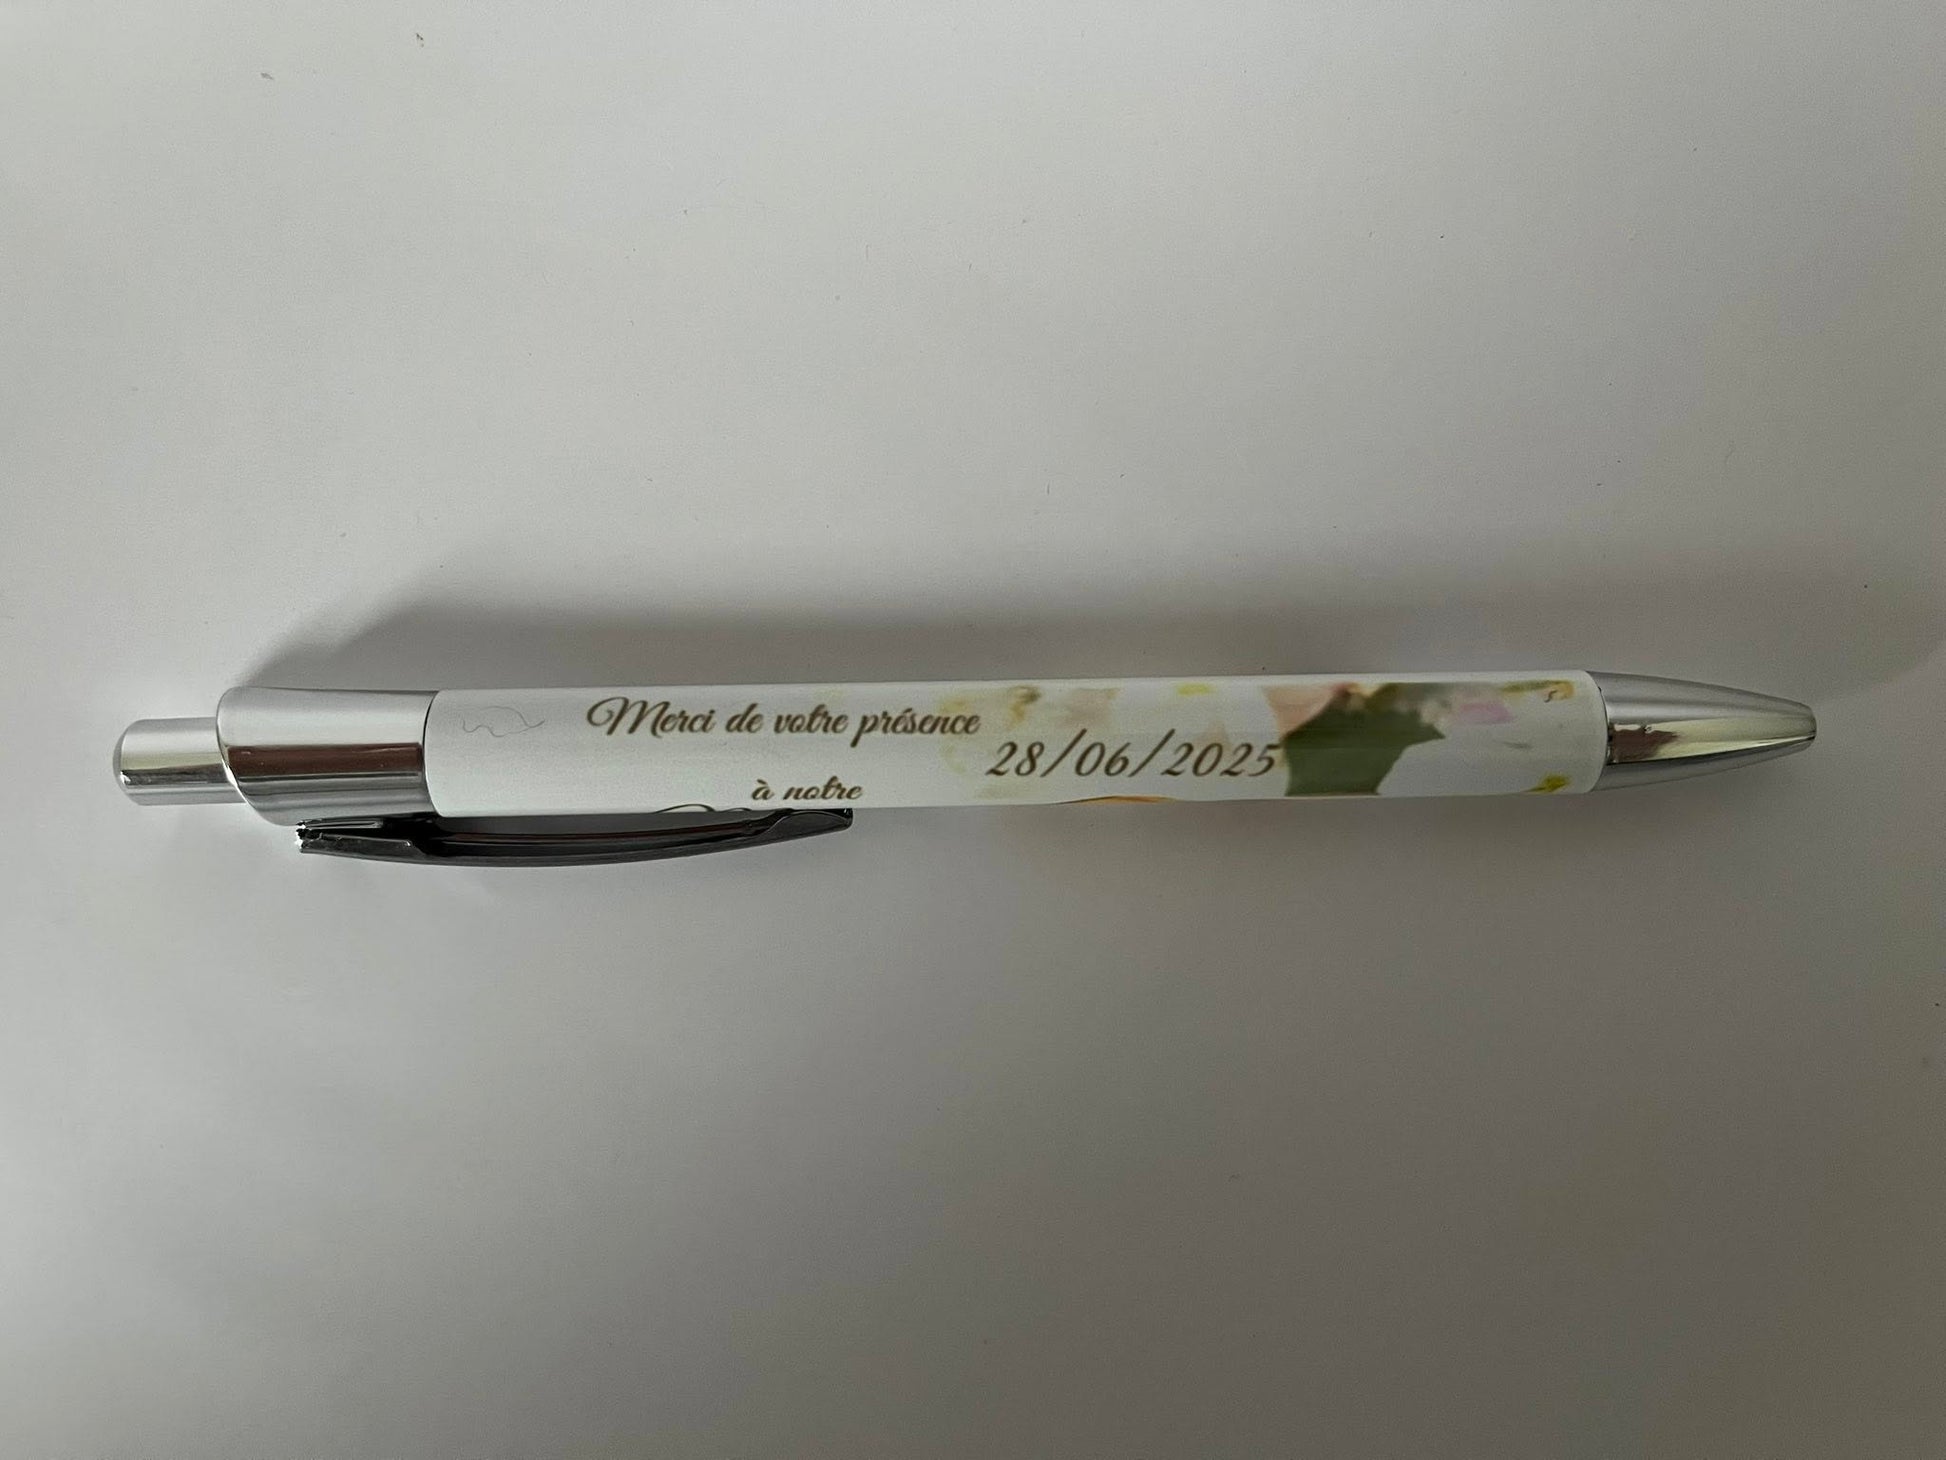 Merci de votre présence
28/06/2025
à notre